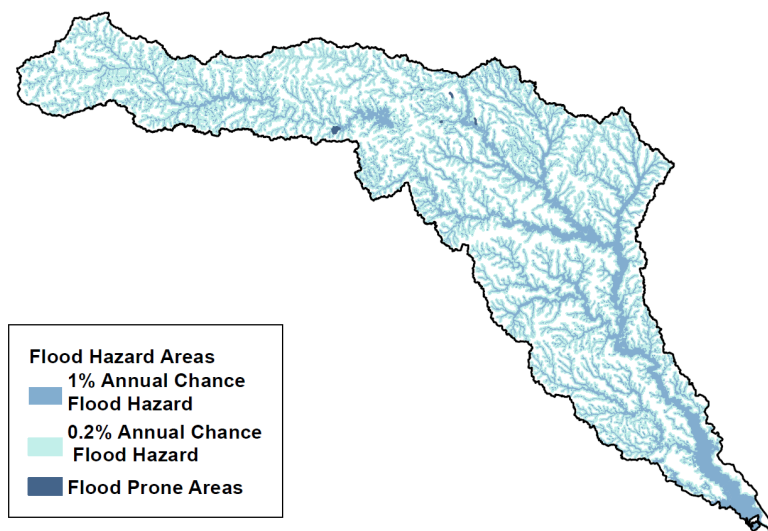 Flood Hazard Areas
1% Annual Chance
Flood Hazard
0.2% Annual Chance
Flood Hazard
Flood Prone Areas